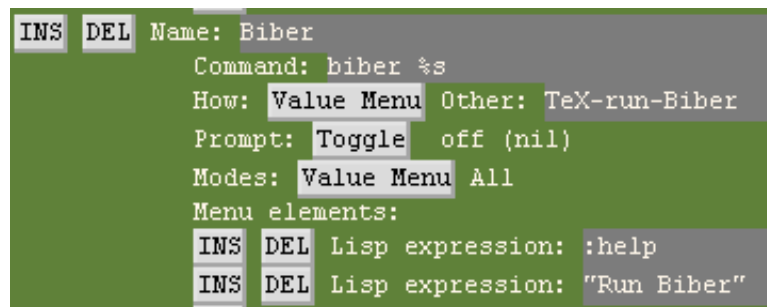 INS DEL Name: Biber
Command: biber %s
How: Value Menu Other: TeX-run-Biber
Prompt: Toggle off (nil)
Modes: Value Menu All
Menu elements:
INS DEL Lisp expression: :help
INS DEL Lisp expression: "Run Biber"